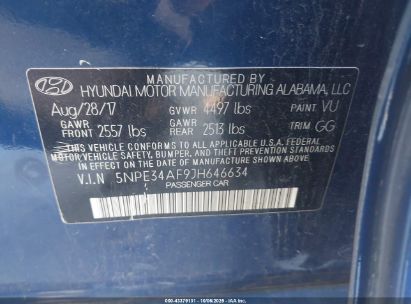 HYUNDAI MOTOR MANUFACTURING ALABAMA, LLC
Aug/28/17 GVWR 4497 lbs PAINT VU
GAWR FRONT 2557 lbs GAWR REAR 2513 lbs TRIM GG
THIS VEHICLE CONFORMS TO ALL APPLICABLE U.S.A. FEDERAL
MOTOR VEHICLE SAFETY, BUMPER, AND THEFT PREVENTION STANDARDS
IN EFFECT ON THE DATE OF MANUFACTURE SHOWN ABOVE.
V.I.N 5NPE34AF9JH646634
PASSENGER CAR